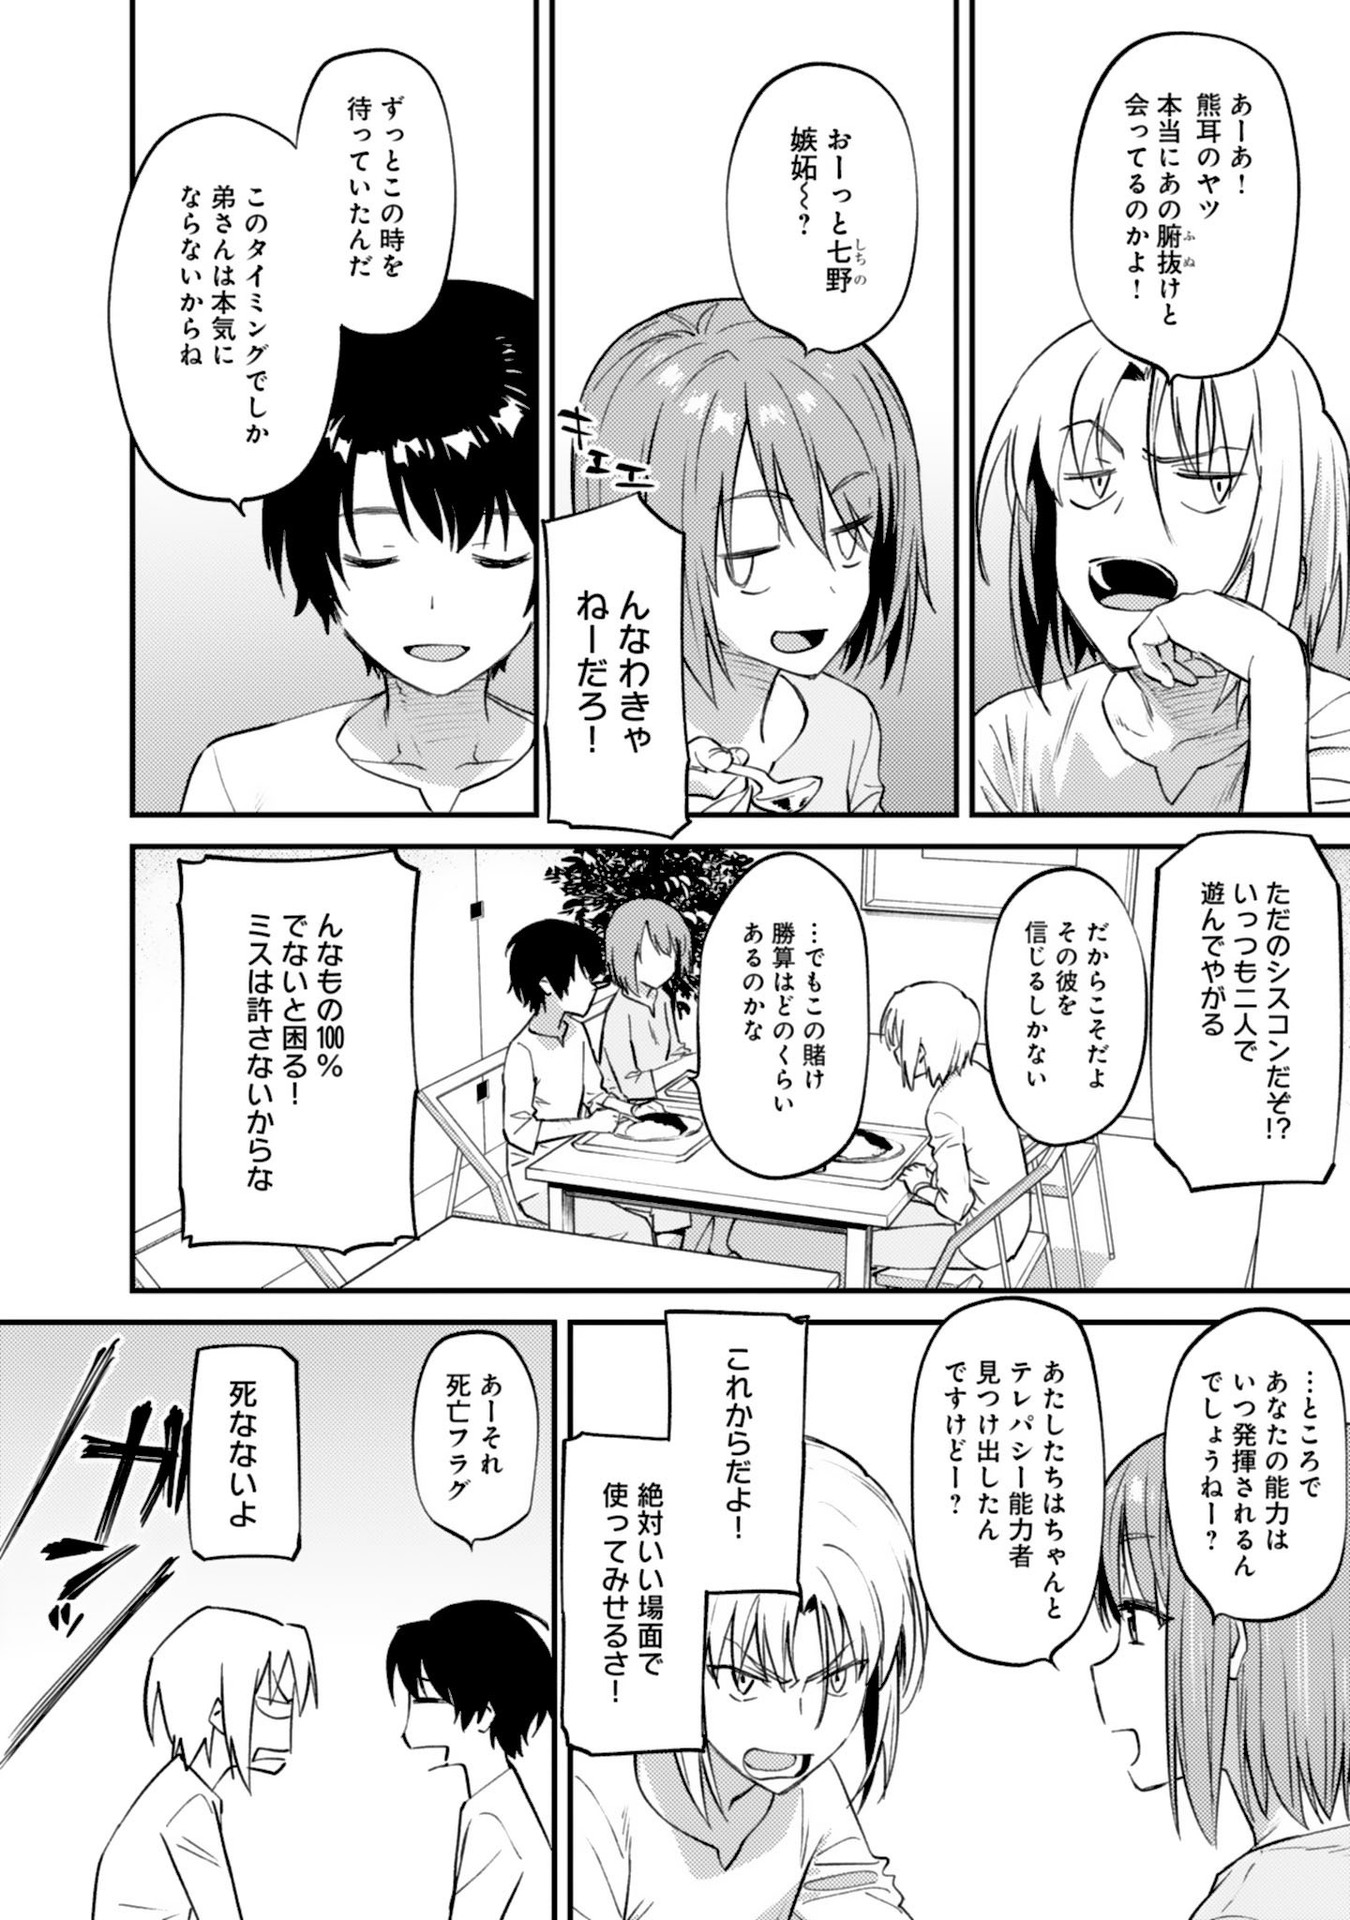 あーあ！
熊耳のヤツ
本当にあの腑抜けと
ふぬ
会ってるのかよ！
おーっと七野
しちの
嫉妬〜？
キエエエ
んなわきゃ
ねーだろ！
ずっとこの時を
待っていたんだ
このタイミングでしか
弟さんは本気に
ならないからね
ただのシスコンだぞ!?
いっつも二人で
遊んでやがる
だからこそだよ
その彼を
信じるしかない
…でもこの賭け
勝算はどのくらい
あるのかな
んなもの100%
でないと困る！
ミスは許さないからな
…ところで
あなたの能力は
いつ発揮されるん
でしょうねー？
あたしたちはちゃんと
テレパシー能力者
見つけ出したん
ですけどー？
これからだよ！
絶対いい場面で
使ってみせるさ！
あーそれ
死亡フラグ
死なないよ
ガガッ